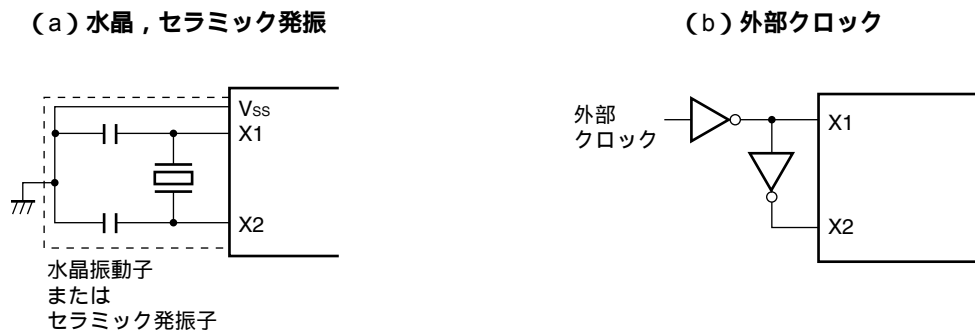 (a)水晶,セラミック発振
VSS
X1
X2
水晶振動子
または
セラミック発振子
(b)外部クロック
外部
クロック
X1
X2